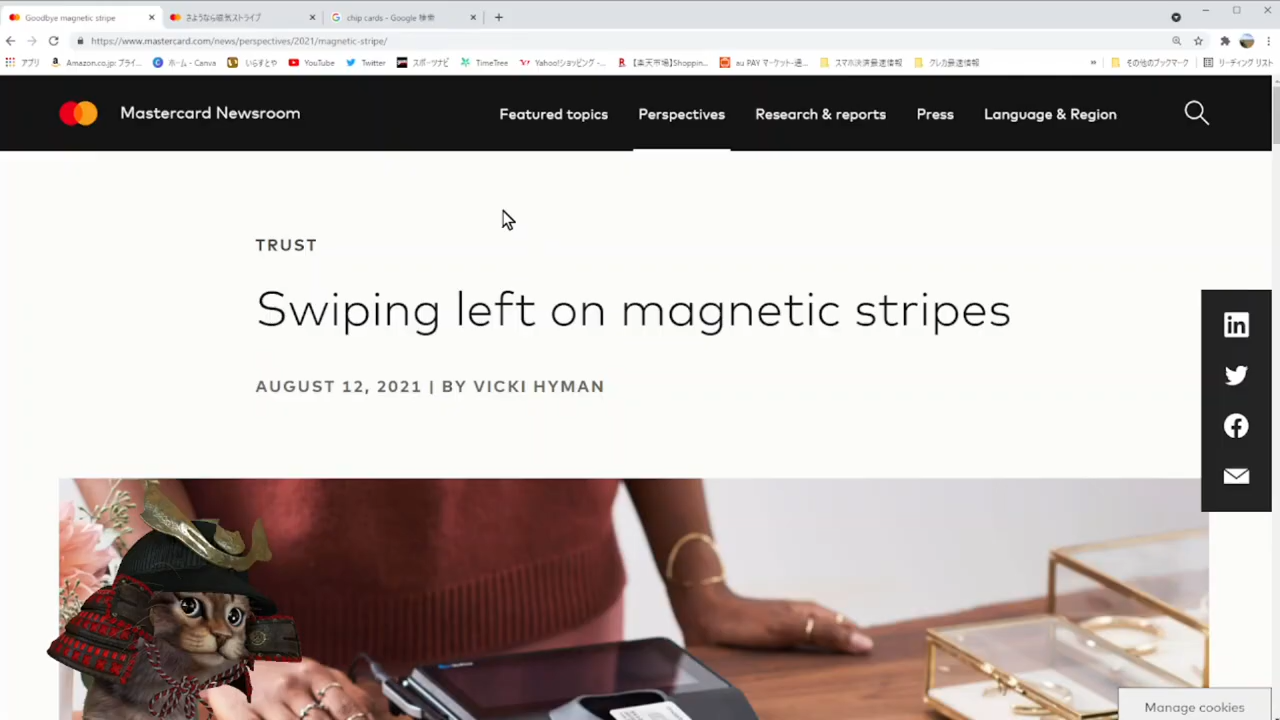 Goodbye magnetic stripe
さようなら磁気ストライプ
chip cards - Google 検索
https://www.mastercard.com/news/perspectives/2021/magnetic-stripe/
アプリ Amazon.co.jp: プライ... ホーム - Canva いらすとや YouTube Twitter スポーツナビ TimeTree Yahoo!ショッピング -... 【楽天市場】Shoppin... au PAY マーケット-通... スマホ決済最速情報 クレカ最速情報 » その他のブックマーク リーディング リスト
Mastercard Newsroom Featured topics Perspectives Research & reports Press Language & Region
TRUST
Swiping left on magnetic stripes
AUGUST 12, 2021 | BY VICKI HYMAN
Manage cookies